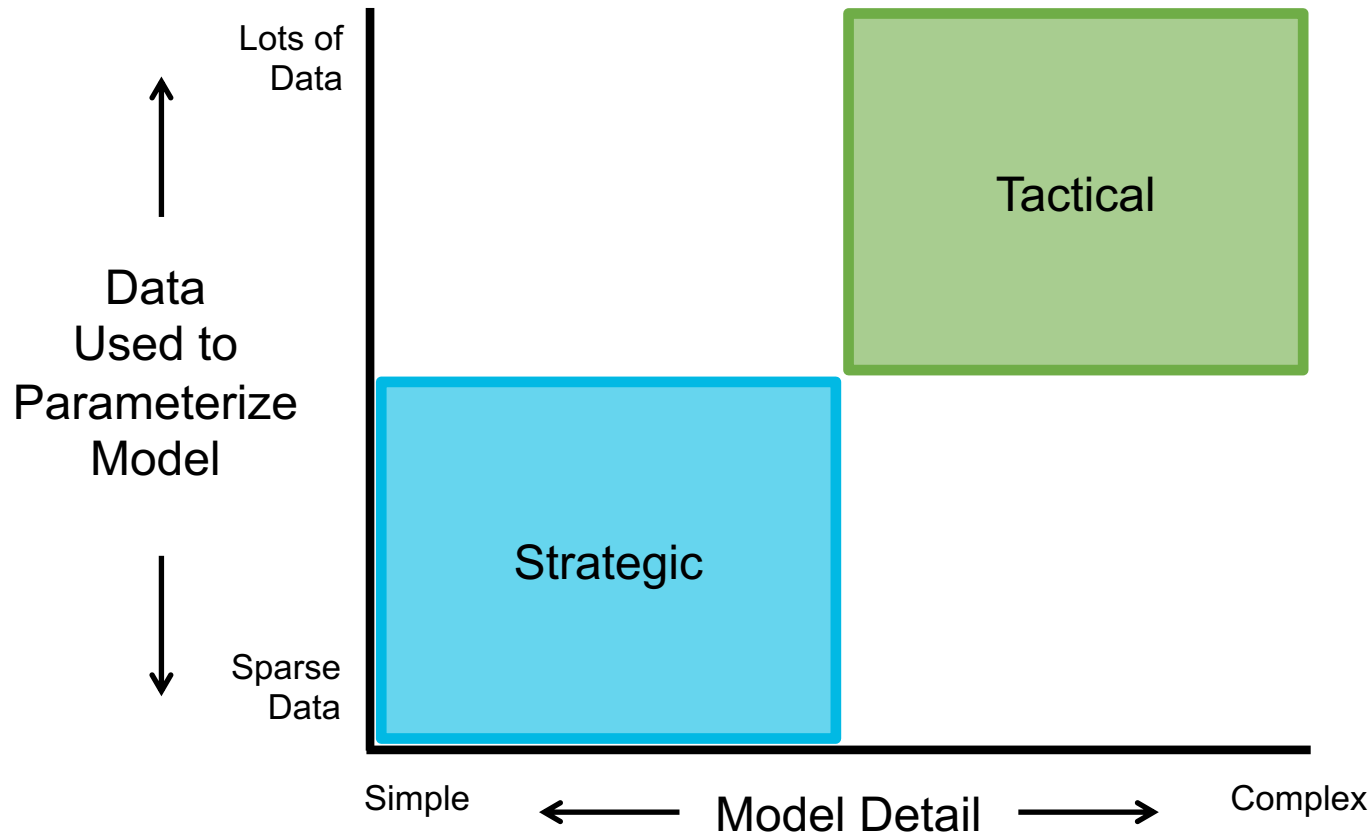 Lots of
Data
Tactical
Data
Used to
Parameterize
Model
Strategic
Sparse
Data
Simple
Model Detail
Complex